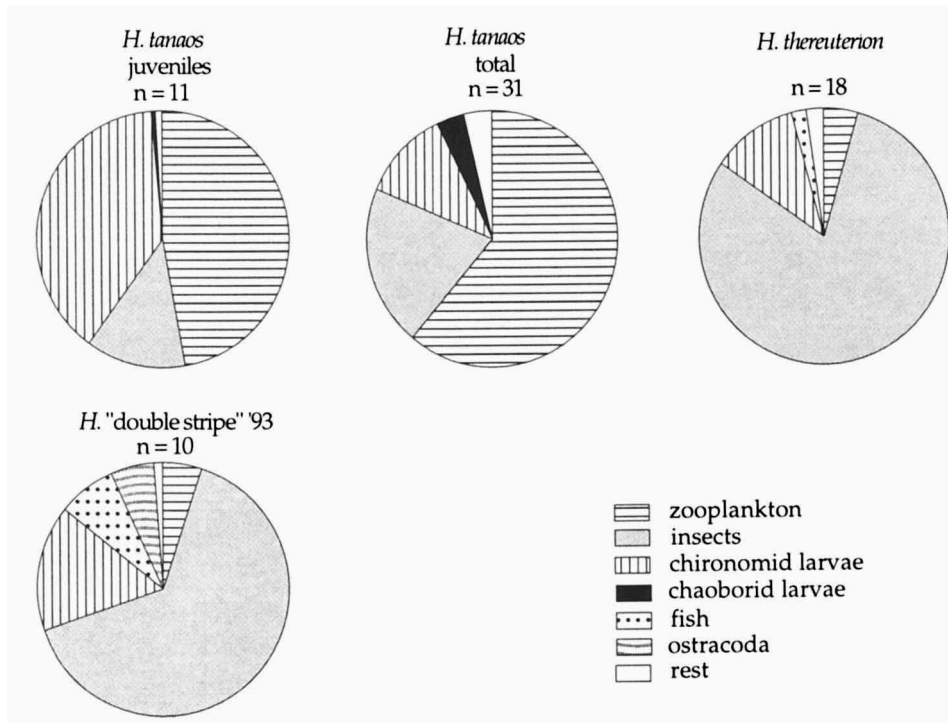 H. tanaos
juveniles
n = 11
H. tanaos
total
n = 31
H. thereuterion
n = 18
H. "double stripe" '93
n = 10
zooplankton
insects
chironomid larvae
chaoborid larvae
fish
ostracoda
rest